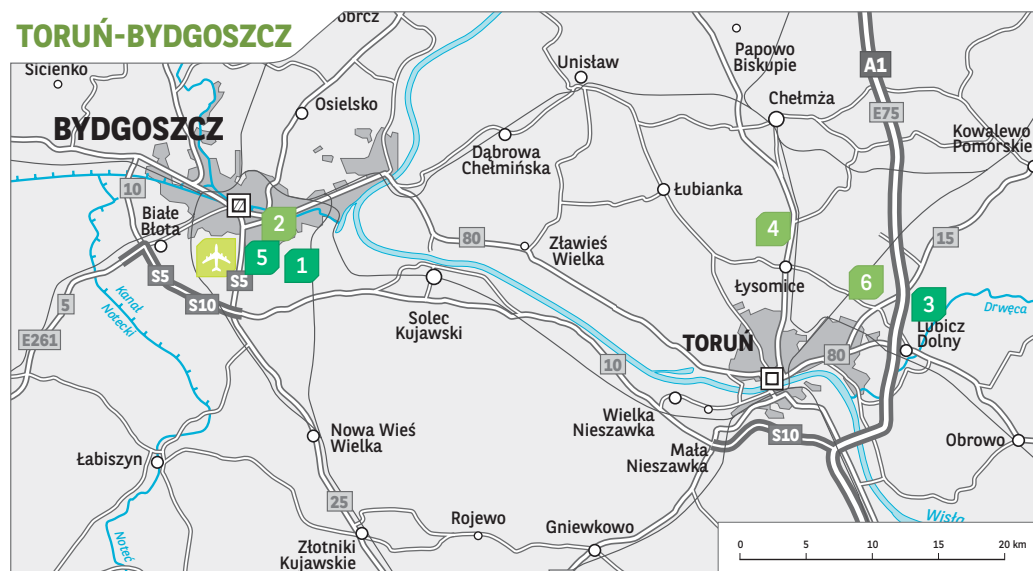 TORUŃ-BYDGOSZCZ
Sicienko
BYDGOSZCZ
Osielsko
Unisław
Papowo
Biskupie
A1
Chełmża
E75
Kowalewo
Pomorskie
Dąbrowa
Chełmińska
Łubianka
10
Białe
Błota
2
4
80
Zławieś
Wielka
15
5
1
S5
S5
S10
Łysomice
6
3
Drwęca
Lubicz
Dolny
5
Kanał
Notecki
Solec
Kujawski
E261
TORUŃ
80
10
Wielka
Nieszawka
S10
Mała
Nieszawka
Obrowo
Nowa Wieś
Wielka
Łabiszyn
25
Rojewo
Gniewkowo
Wisła
Złotniki
Kujawskie
Noteć
0 5 10 15 20 km